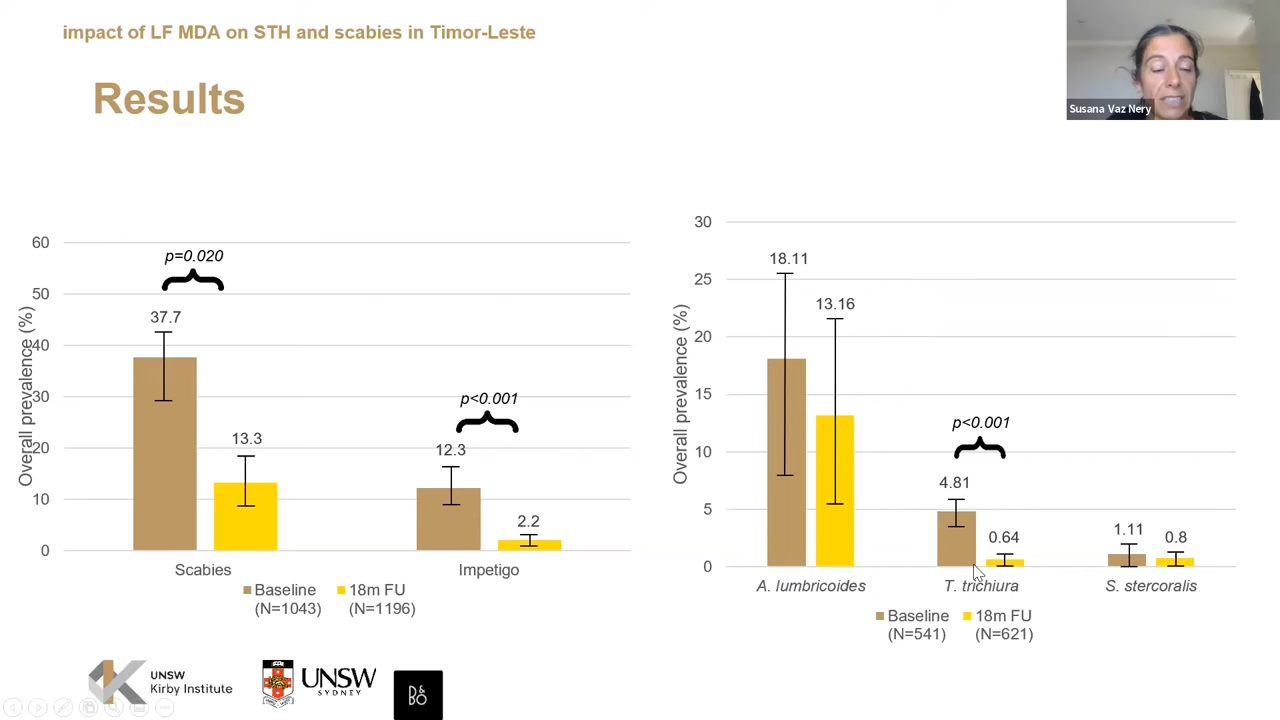 impact of LF MDA on STH and scabies in Timor-Leste
Susana Vaz Nery
Results
Overall prevalence (%)
60
50
40
30
20
10
0
p=0.020
37.7
13.3
p<0.001
12.3
2.2
Scabies
Impetigo
Baseline
(N=1043)
18m FU
(N=1196)
Overall prevalence (%)
30
25
20
15
10
5
0
18.11
13.16
p<0.001
4.81
0.64
1.11
0.8
A. lumbricoides
T. trichiura
S. stercoralis
Baseline
(N=541)
18m FU
(N=621)
UNSW
Kirby Institute
UNSW
SYDNEY